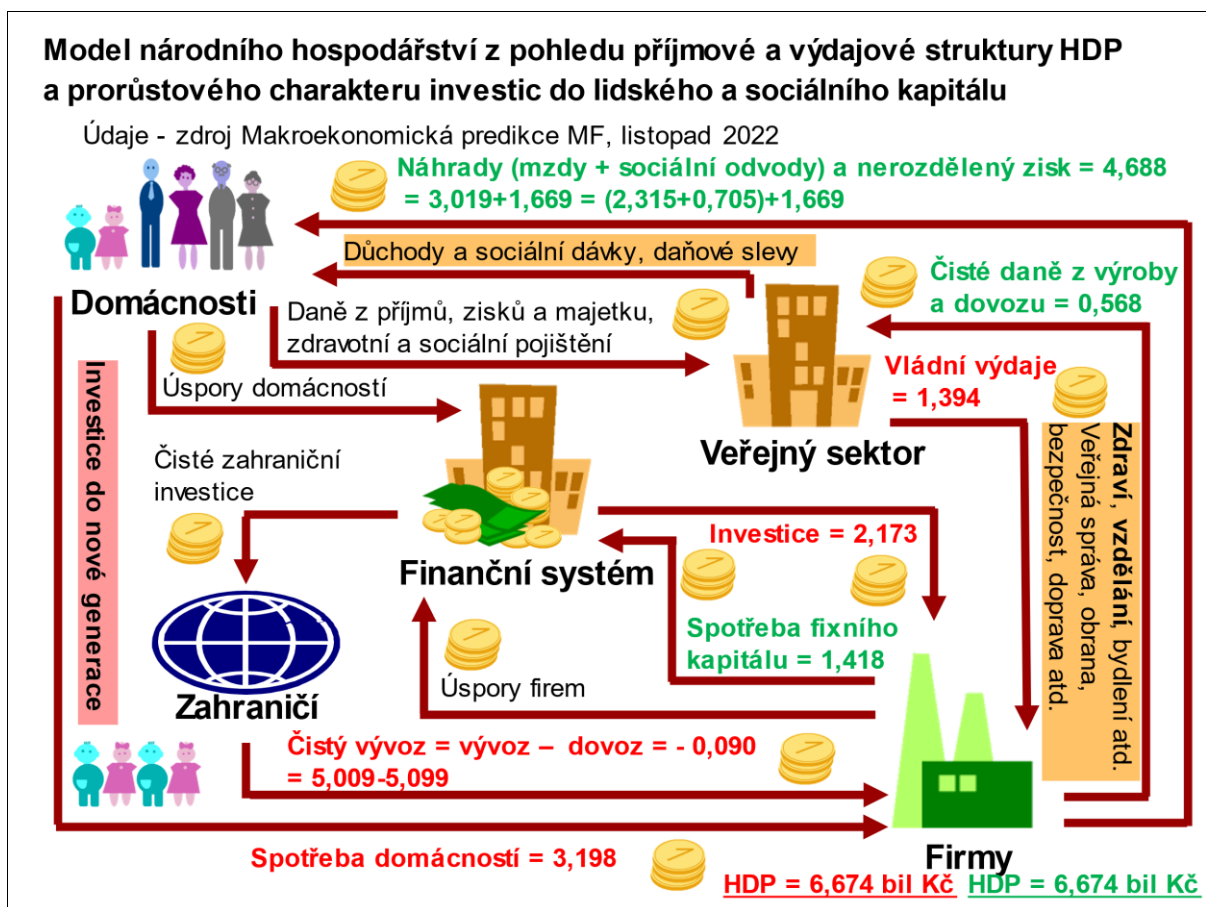 Model národního hospodářství z pohledu příjmové a výdajové struktury HDP
a prorůstového charakteru investic do lidského a sociálního kapitálu
Údaje - zdroj Makroekonomická predikce MF, listopad 2022
Náhrady (mzdy + sociální odvody) a nerozdělený zisk = 4,688
= 3,019+1,669 = (2,315+0,705)+1,669
Důchody a sociální dávky, daňové slevy
Čisté daně z výroby
a dovozu = 0,568
Domácnosti
Daně z příjmů, zisků a majetku,
zdravotní a sociální pojištění
Úspory domácností
Vládní výdaje
= 1,394
Veřejný sektor
Investice do nové generace
Zdraví, vzdělání, bydlení atd.
Veřejná správa, obrana,
bezpečnost, doprava atd.
Čisté zahraniční
investice
Investice = 2,173
Finanční systém
Spotřeba fixního
kapitálu = 1,418
Úspory firem
Zahraničí
Čistý vývoz = vývoz – dovoz = - 0,090
= 5,009-5,099
Spotřeba domácností = 3,198
Firmy
HDP = 6,674 bil Kč HDP = 6,674 bil Kč